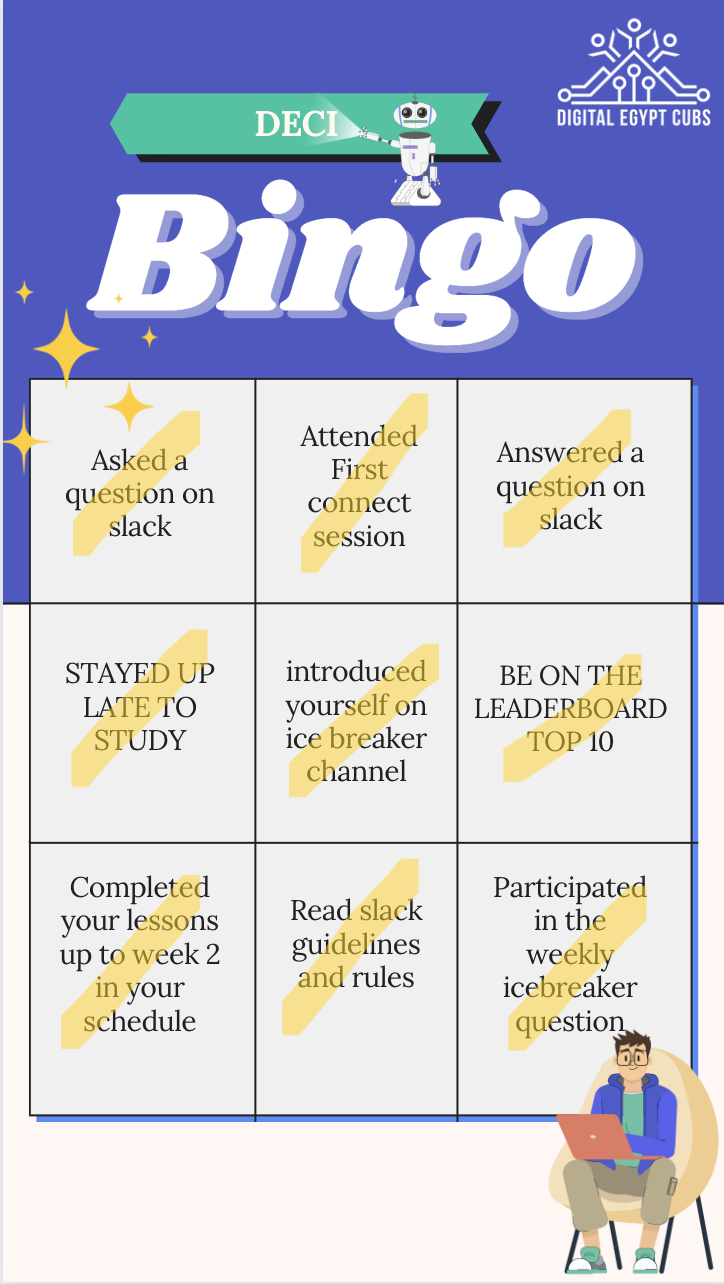 DIGITAL EGYPT CUBS
DECI
Bingo
Asked a
question on
slack
Attended
First
connect
session
Answered a
question on
slack
STAYED UP
LATE TO
STUDY
introduced
yourself on
ice breaker
channel
BE ON THE
LEADERBOARD
TOP 10
Completed
your lessons
up to week 2
in your
schedule
Read slack
guidelines
and rules
Participated
in the
weekly
icebreaker
question